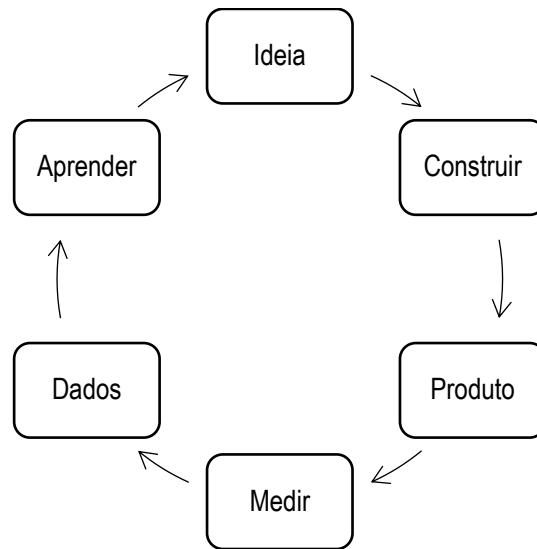 Ideia
Construir
Produto
Medir
Dados
Aprender